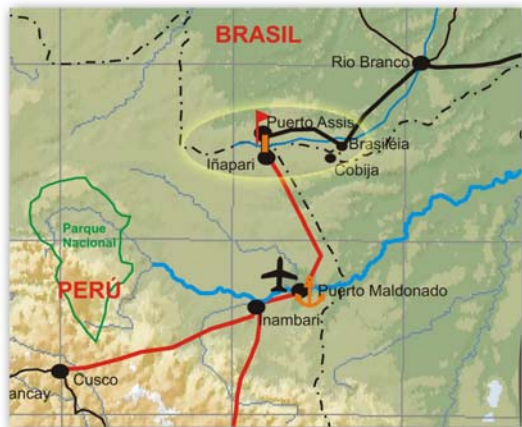 BRASIL
Rio Branco
Puerto Assis
Brasiléia
Iñapari
Cobija
Parque
Nacional
PERÚ
Puerto Maldonado
Inambari
Cusco
ancay